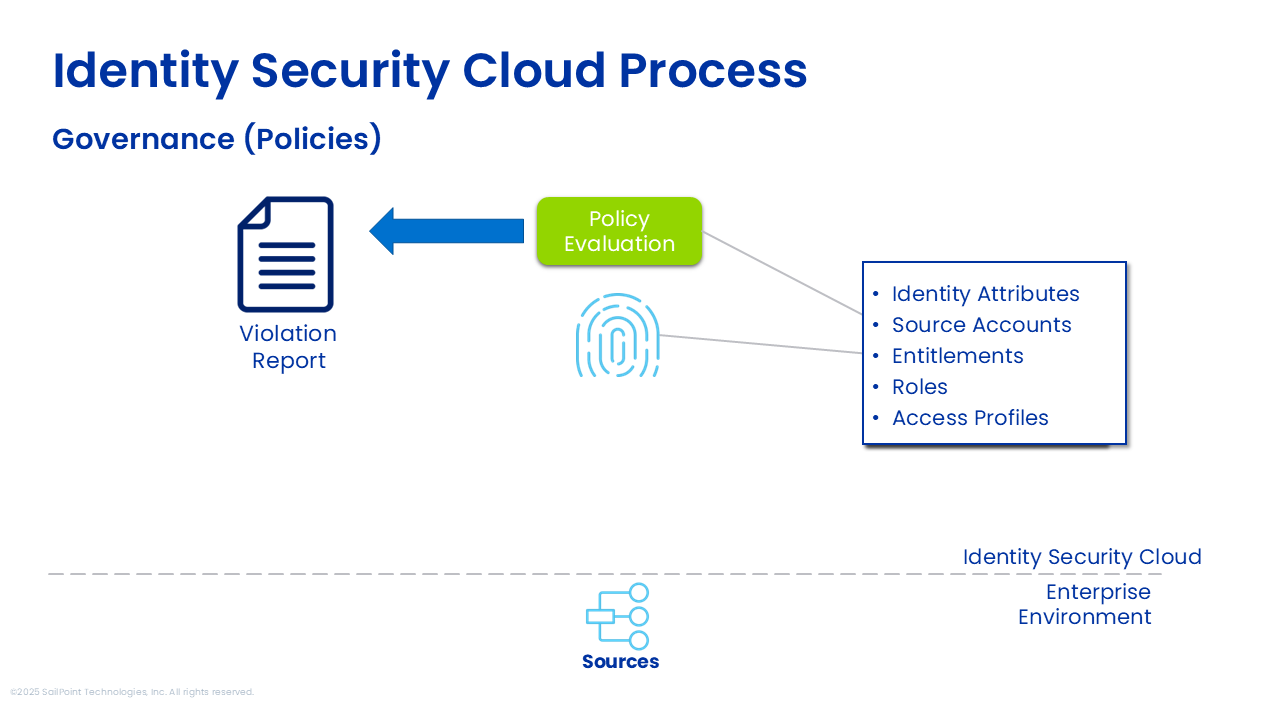 Identity Security Cloud Process
Governance (Policies)
Policy
Evaluation
Violation
Report
• Identity Attributes
• Source Accounts
• Entitlements
• Roles
• Access Profiles
Identity Security Cloud
Enterprise
Environment
Sources
©2025 SailPoint Technologies, Inc. All rights reserved.